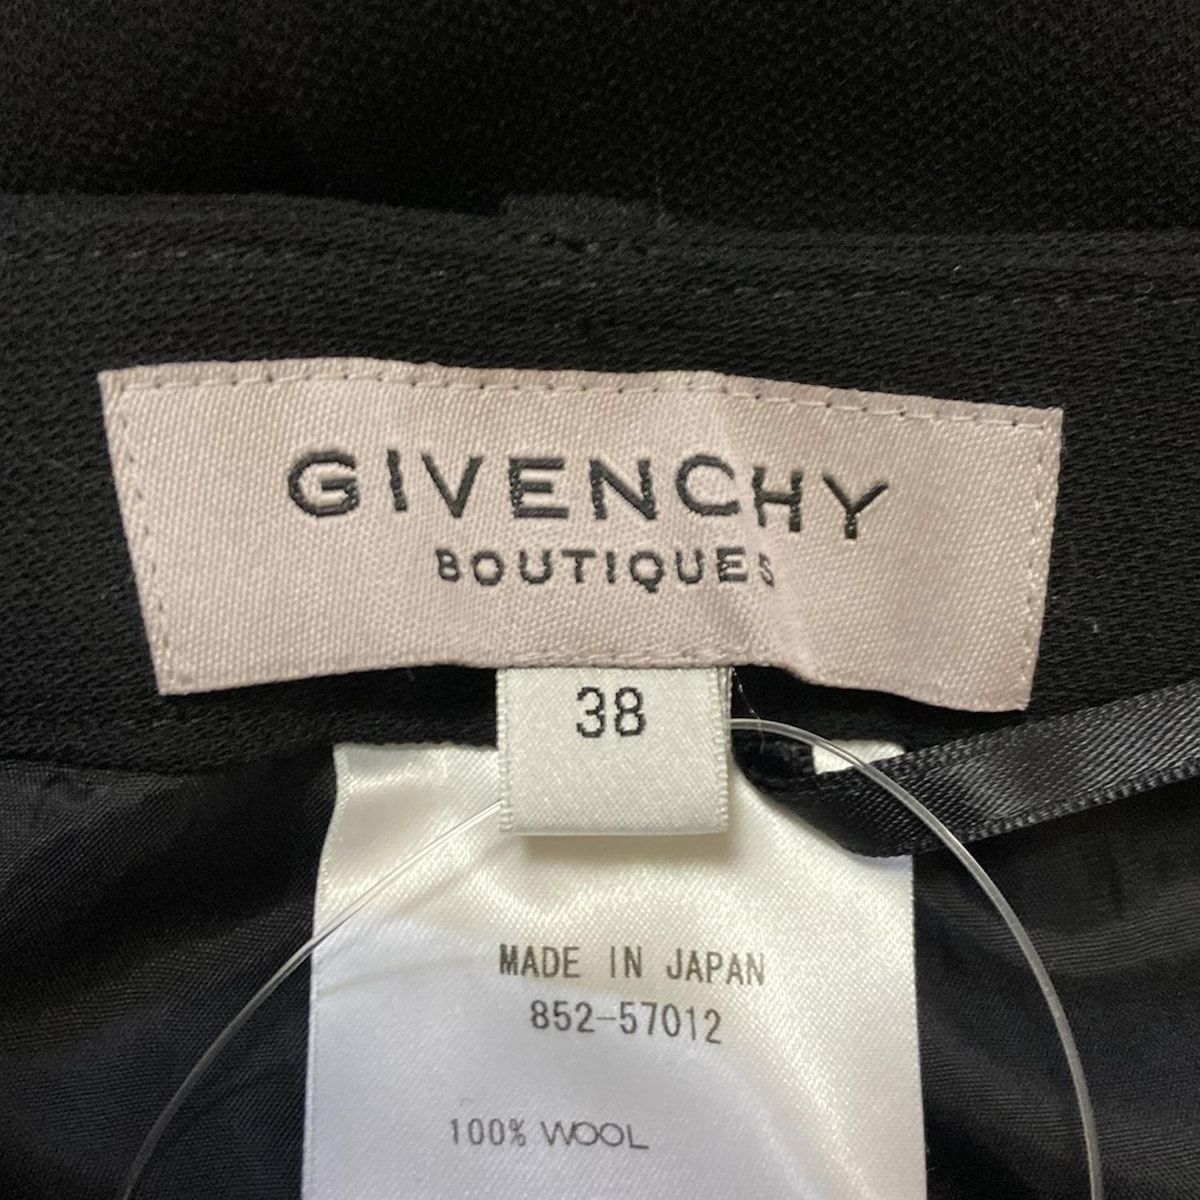 GIVENCHY
BOUTIQUES
38
MADE IN JAPAN
852-57012
100% WOOL